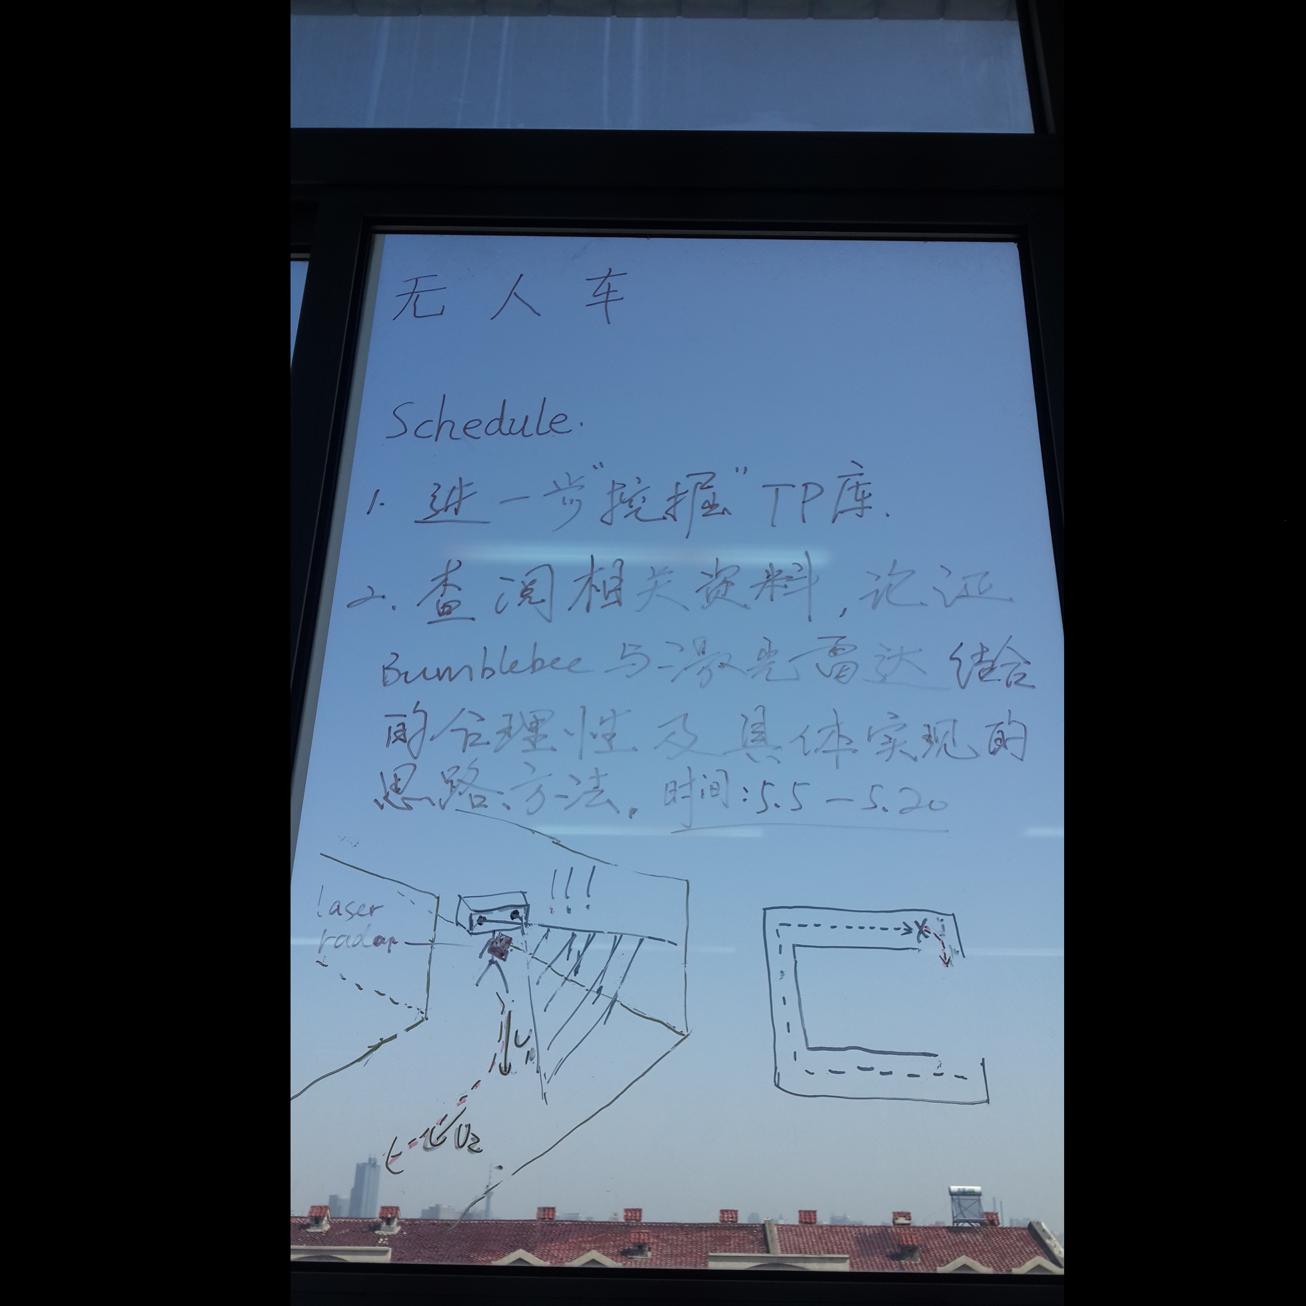 无人车
Schedule.
1. 进一步"挖掘"TP库.
2. 查阅相关资料,论证
Bumblebee与激光雷达结合
的合理性及具体实现的
思路、方法. 时间:5.5-5.20
!!!
laser
radar
U2